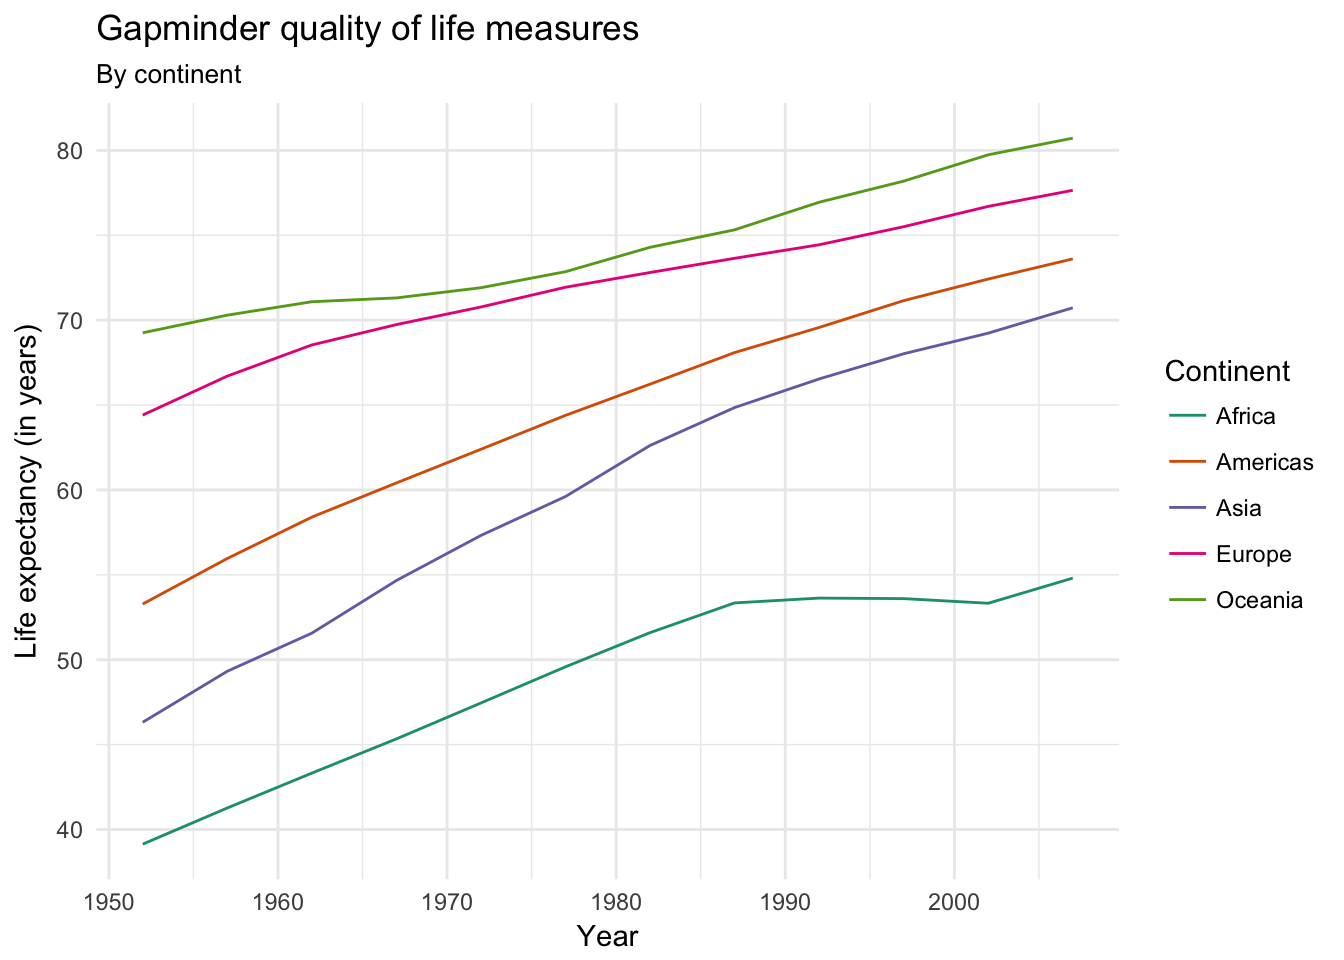 Gapminder quality of life measures
By continent
80
70
60
50
40
Life expectancy (in years)
1950 1960 1970 1980 1990 2000
Year
Continent
Africa
Americas
Asia
Europe
Oceania